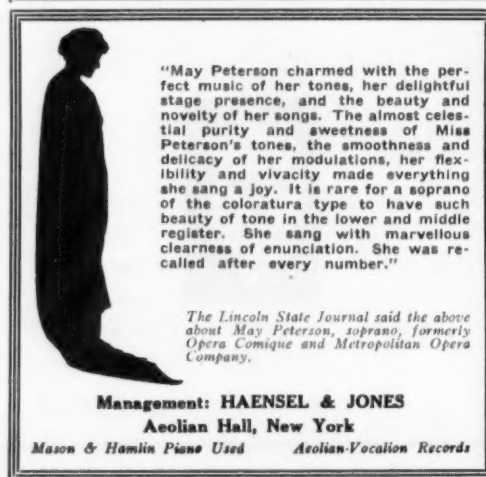 "May Peterson charmed with the per-
fect music of her tones, her delightful
stage presence, and the beauty and
novelty of her songs. The almost celes-
tial purity and sweetness of Miss
Peterson's tones, the smoothness and
delicacy of her modulations, her flex-
ibility and vivacity made everything
she sang a joy. It is rare for a soprano
of the coloratura type to have such
beauty of tone in the lower and middle
register. She sang with marvellous
clearness of enunciation. She was re-
called after every number."
The Lincoln State Journal said the above
about May Peterson, soprano, formerly
Opera Comique and Metropolitan Opera
Company.
Management: HAENSEL & JONES
Aeolian Hall, New York
Mason & Hamlin Piano Used Aeolian-Vocalion Records